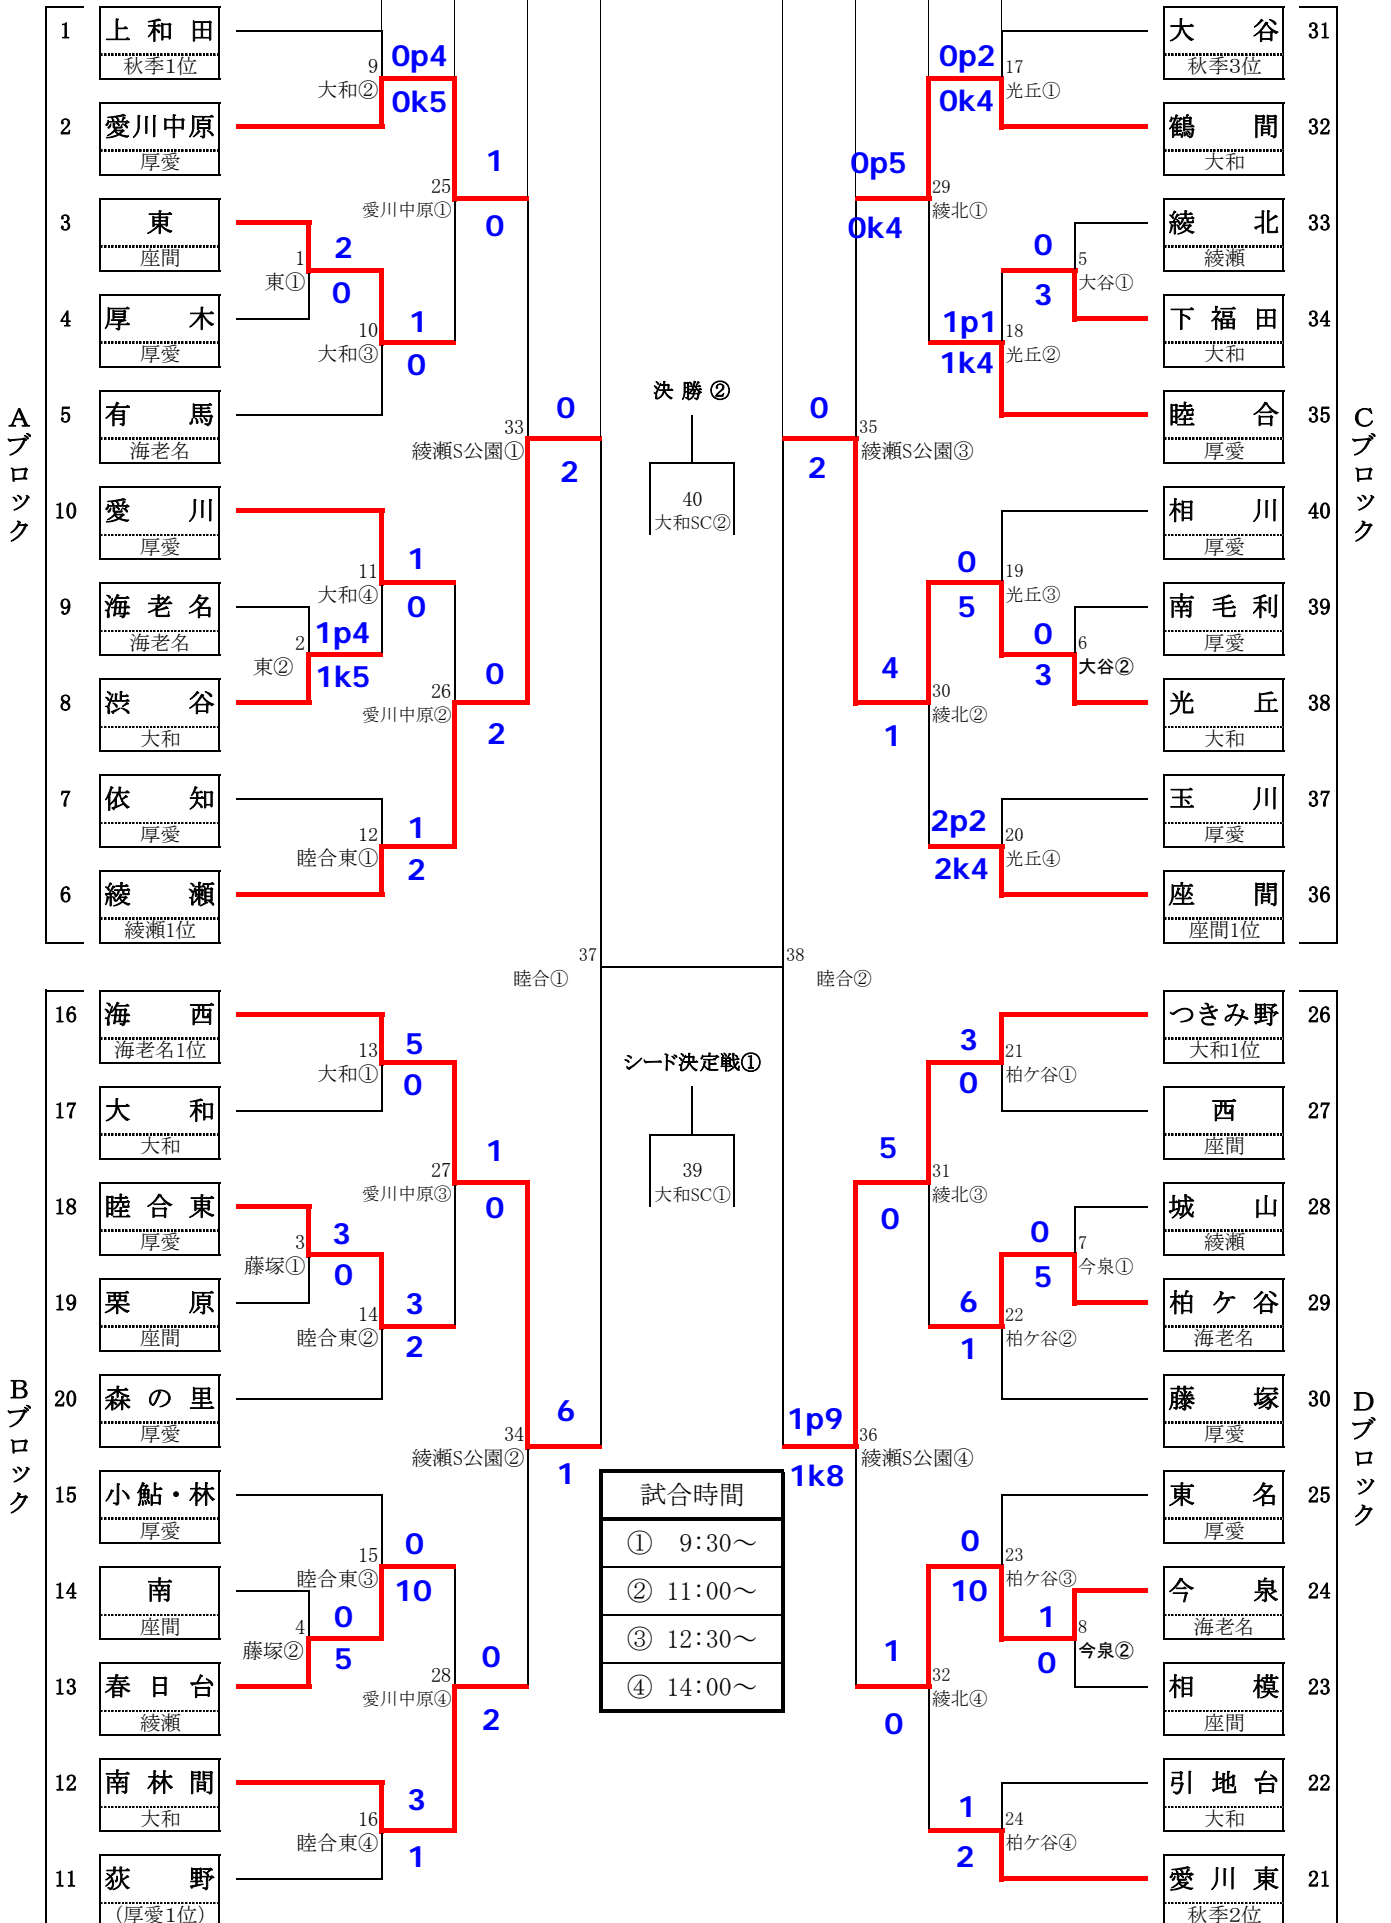 Aブロック
1 上和田
秋季1位
2 愛川中原
厚愛
3 東
座間
4 厚木
厚愛
5 有馬
海老名
10 愛川
厚愛
9 海老名
海老名
8 渋谷
大和
7 依知
厚愛
6 綾瀬
綾瀬1位
9
大和②
0p4
0k5
25
愛川中原①
1
0
1
東①
2
0
10
大和③
1
0
33
綾瀬S公園①
0
2
11
大和④
1
0
2
東②
1p4
1k5
26
愛川中原②
0
2
12
睦合東①
1
2
Bブロック
16 海西
海老名1位
17 大和
大和
18 睦合東
厚愛
19 栗原
座間
20 森の里
厚愛
15 小鮎・林
厚愛
14 南
座間
13 春日台
綾瀬
12 南林間
大和
11 荻野
(厚愛1位)
13
大和①
5
0
27
愛川中原③
1
0
3
藤塚①
3
0
14
睦合東②
3
2
34
綾瀬S公園②
6
1
15
睦合東③
0
10
4
藤塚②
0
5
28
愛川中原④
0
2
16
睦合東④
3
1
決勝②
40
大和SC②
37
睦合①
38
睦合②
シード決定戦①
39
大和SC①
試合時間
① 9:30～
② 11:00～
③ 12:30～
④ 14:00～
Cブロック
大谷 31
秋季3位
鶴間 32
大和
綾北 33
綾瀬
下福田 34
大和
睦合 35
厚愛
相川 40
厚愛
南毛利 39
厚愛
光丘 38
大和
玉川 37
厚愛
座間 36
座間1位
0p2
0k4
17
光丘①
0p5
0k4
29
綾北①
0
3
5
大谷①
1p1
1k4
18
光丘②
0
2
35
綾瀬S公園③
0
5
19
光丘③
0
3
6
大谷②
4
1
30
綾北②
2p2
2k4
20
光丘④
Dブロック
つきみ野 26
大和1位
西 27
座間
城山 28
綾瀬
柏ケ谷 29
海老名
藤塚 30
厚愛
東名 25
厚愛
今泉 24
海老名
相模 23
座間
引地台 22
大和
愛川東 21
秋季2位
3
0
21
柏ケ谷①
5
0
31
綾北③
0
5
7
今泉①
6
1
22
柏ケ谷②
1p9
1k8
36
綾瀬S公園④
0
10
23
柏ケ谷③
1
0
8
今泉②
1
0
32
綾北④
1
2
24
柏ケ谷④